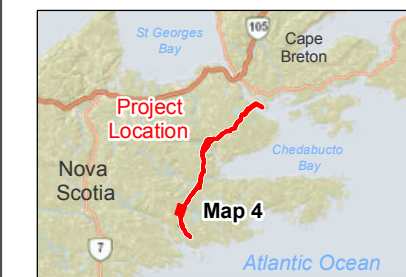 105
St Georges
Bay
Cape
Breton
Project
Location
Chedabucto
Bay
Nova
Scotia
Map 4
7
Atlantic Ocean